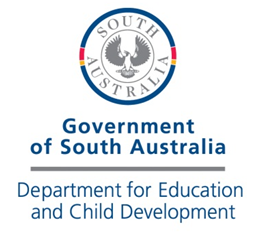 SOUTH
AUSTRALIA
Government
of South Australia
Department for Education
and Child Development